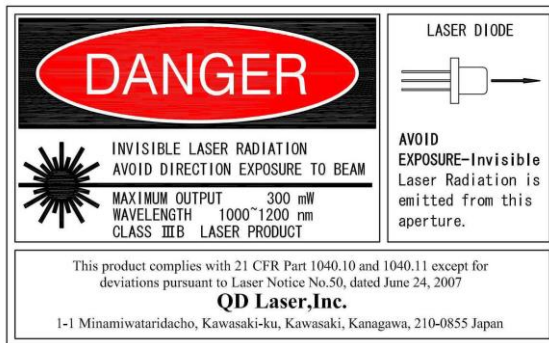 DANGER
INVISIBLE LASER RADIATION
AVOID DIRECTION EXPOSURE TO BEAM
MAXIMUM OUTPUT 300 mW
WAVELENGTH 1000~1200 nm
CLASS ⅢB LASER PRODUCT
LASER DIODE
AVOID
EXPOSURE-Invisible
Laser Radiation is
emitted from this
aperture.
This product complies with 21 CFR Part 1040.10 and 1040.11 except for
deviations pursuant to Laser Notice No.50, dated June 24, 2007
QD Laser,Inc.
1-1 Minamiwataridacho, Kawasaki-ku, Kawasaki, Kanagawa, 210-0855 Japan